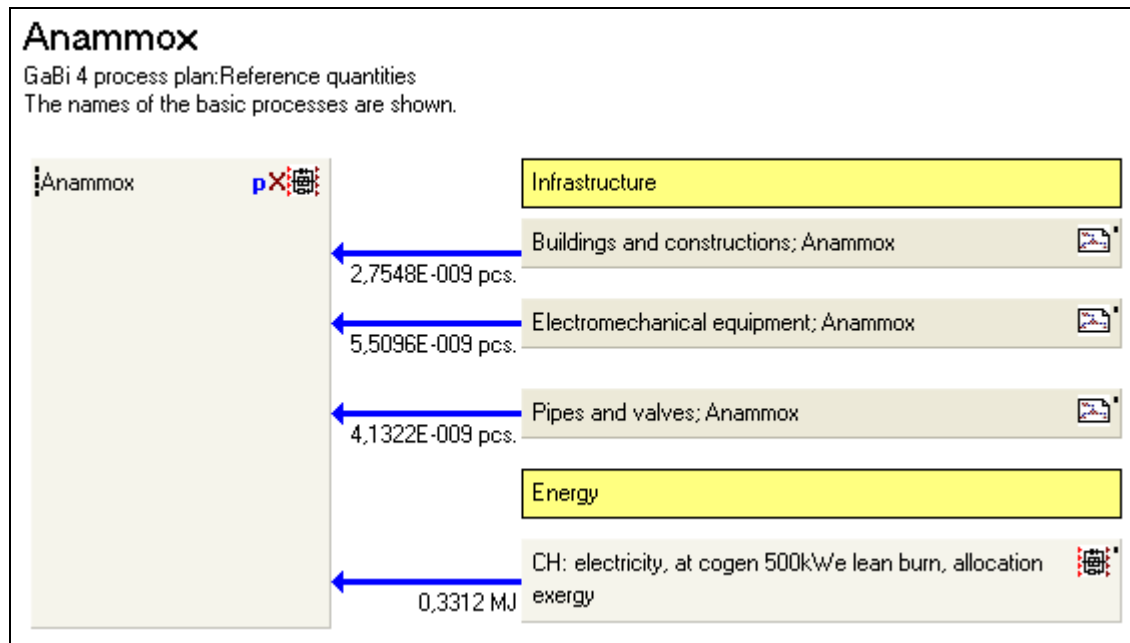 Anammox
GaBi 4 process plan:Reference quantities
The names of the basic processes are shown.
Anammox pX
Infrastructure
Buildings and constructions; Anammox
2,7548E-009 pcs.
Electromechanical equipment; Anammox
5,5096E-009 pcs.
Pipes and valves; Anammox
4,1322E-009 pcs.
Energy
CH: electricity, at cogen 500kWe lean burn, allocation
exergy
0,3312 MJ